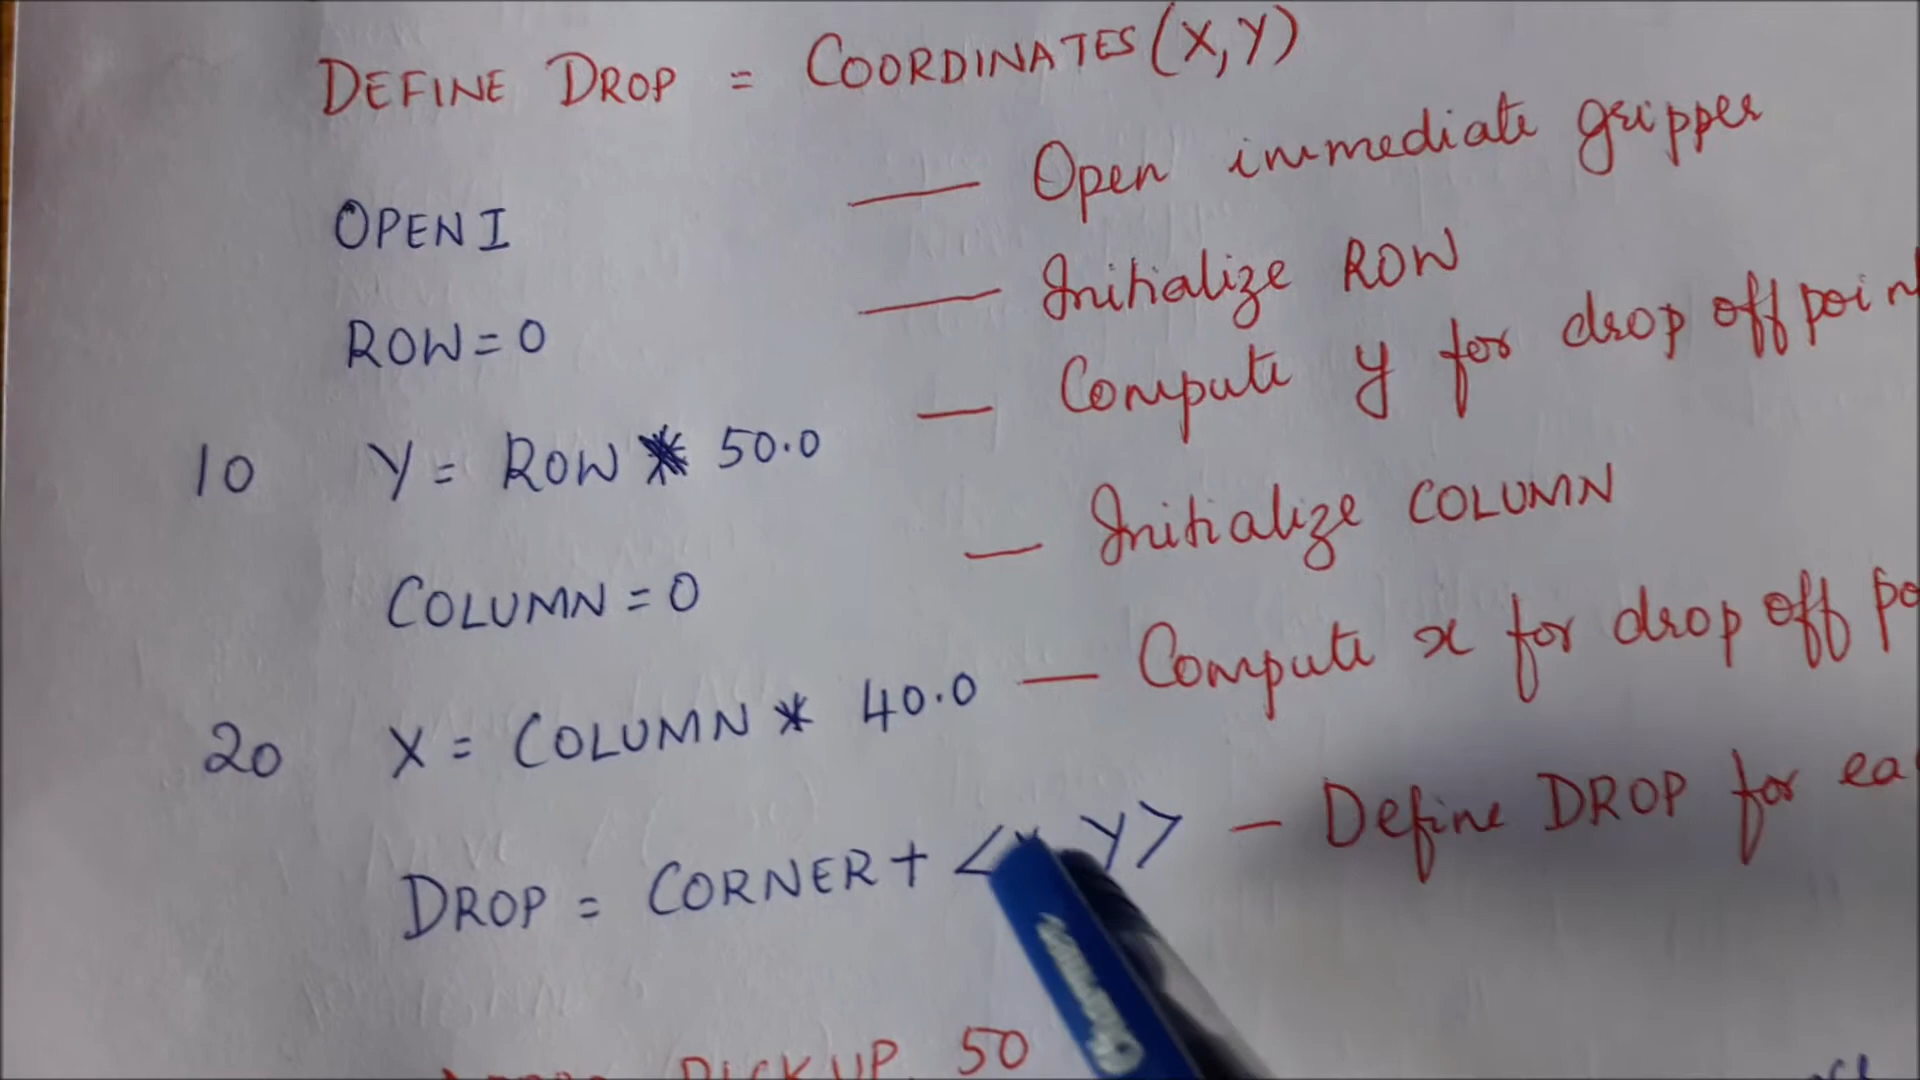 DEFINE DROP = COORDINATES(X,Y)
OPENI — Open immediate gripper
ROW=0 — Initialize ROW
10 Y= ROW * 50.0 — Compute y for drop off point
COLUMN=0 — Initialize COLUMN
20 X= COLUMN * 40.0 — Compute x for drop off
DROP = CORNER+ < Y> — Define DROP for
PICKUP, 50